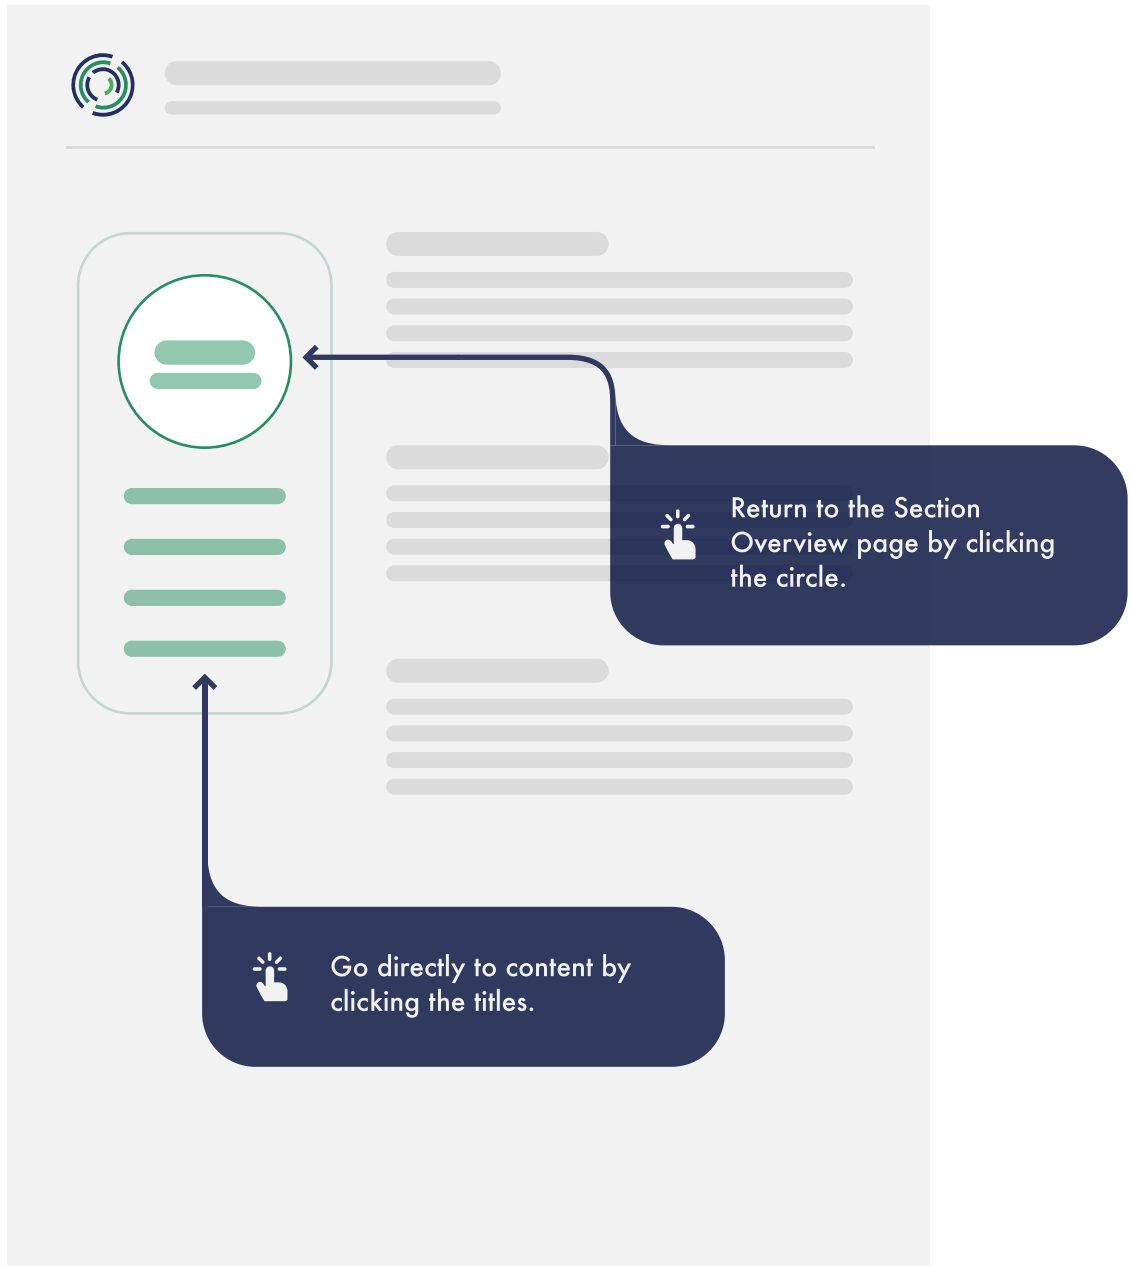 Return to the Section
Overview page by clicking
the circle.
Go directly to content by
clicking the titles.